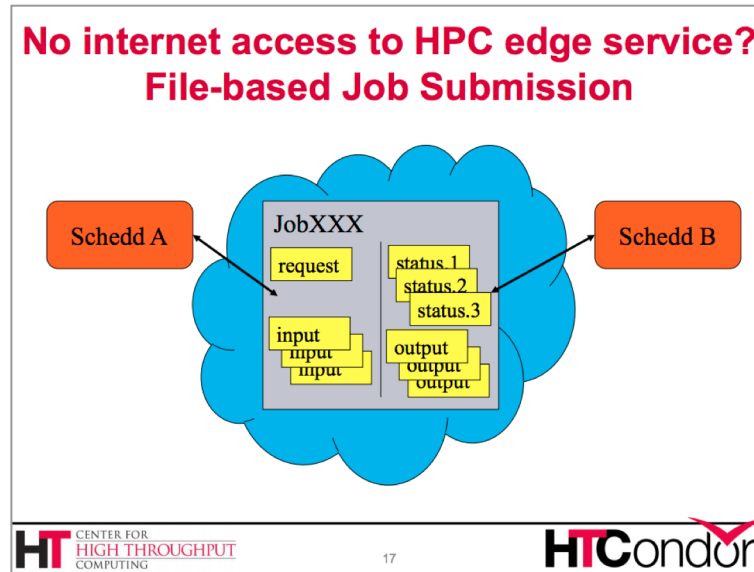 No internet access to HPC edge service?
File-based Job Submission
Schedd A
JobXXX
request
input
input
input
status.1
status.2
status.3
output
output
output
Schedd B
HT CENTER FOR
HIGH THROUGHPUT
COMPUTING
17
HTCondor